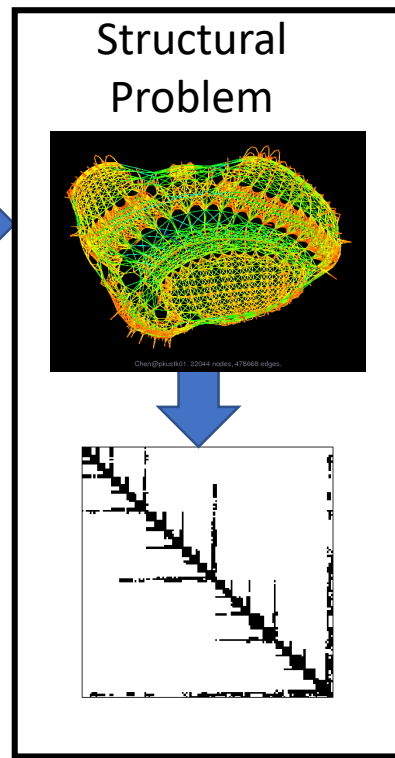 Structural
Problem
Chen@pkustk01, 22044 nodes, 478668 edges.